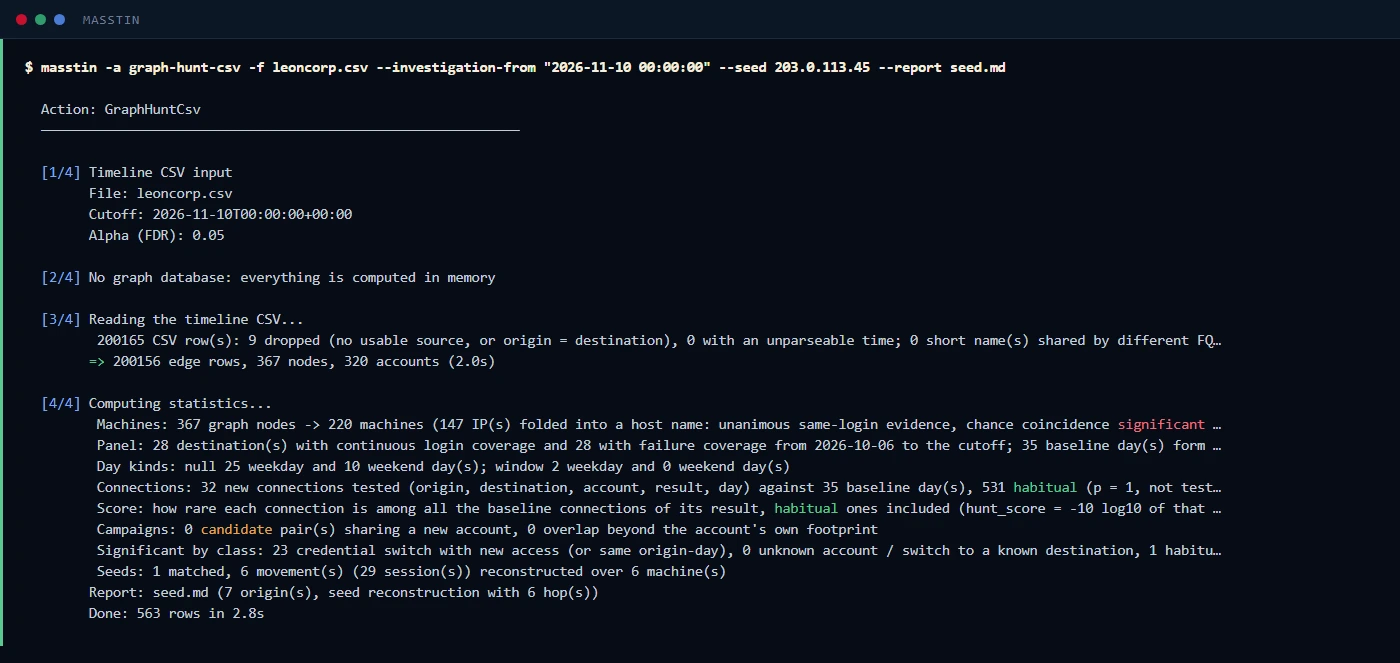 MASSTIN
$ masstin -a graph-hunt-csv -f leoncorp.csv --investigation-from "2026-11-10 00:00:00" --seed 203.0.113.45 --report seed.md
Action: GraphHuntCsv
[1/4] Timeline CSV input
File: leoncorp.csv
Cutoff: 2026-11-10T00:00:00+00:00
Alpha (FDR): 0.05
[2/4] No graph database: everything is computed in memory
[3/4] Reading the timeline CSV...
200165 CSV row(s): 9 dropped (no usable source, or origin = destination), 0 with an unparseable time; 0 short name(s) shared by different FQ…
=> 200156 edge rows, 367 nodes, 320 accounts (2.0s)
[4/4] Computing statistics...
Machines: 367 graph nodes -> 220 machines (147 IP(s) folded into a host name: unanimous same-login evidence, chance coincidence significant …
Panel: 28 destination(s) with continuous login coverage and 28 with failure coverage from 2026-10-06 to the cutoff; 35 baseline day(s) form …
Day kinds: null 25 weekday and 10 weekend day(s); window 2 weekday and 0 weekend day(s)
Connections: 32 new connections tested (origin, destination, account, result, day) against 35 baseline day(s), 531 habitual (p = 1, not test…
Score: how rare each connection is among all the baseline connections of its result, habitual ones included (hunt_score = -10 log10 of that …
Campaigns: 0 candidate pair(s) sharing a new account, 0 overlap beyond the account's own footprint
Significant by class: 23 credential switch with new access (or same origin-day), 0 unknown account / switch to a known destination, 1 habitu…
Seeds: 1 matched, 6 movement(s) (29 session(s)) reconstructed over 6 machine(s)
Report: seed.md (7 origin(s), seed reconstruction with 6 hop(s))
Done: 563 rows in 2.8s